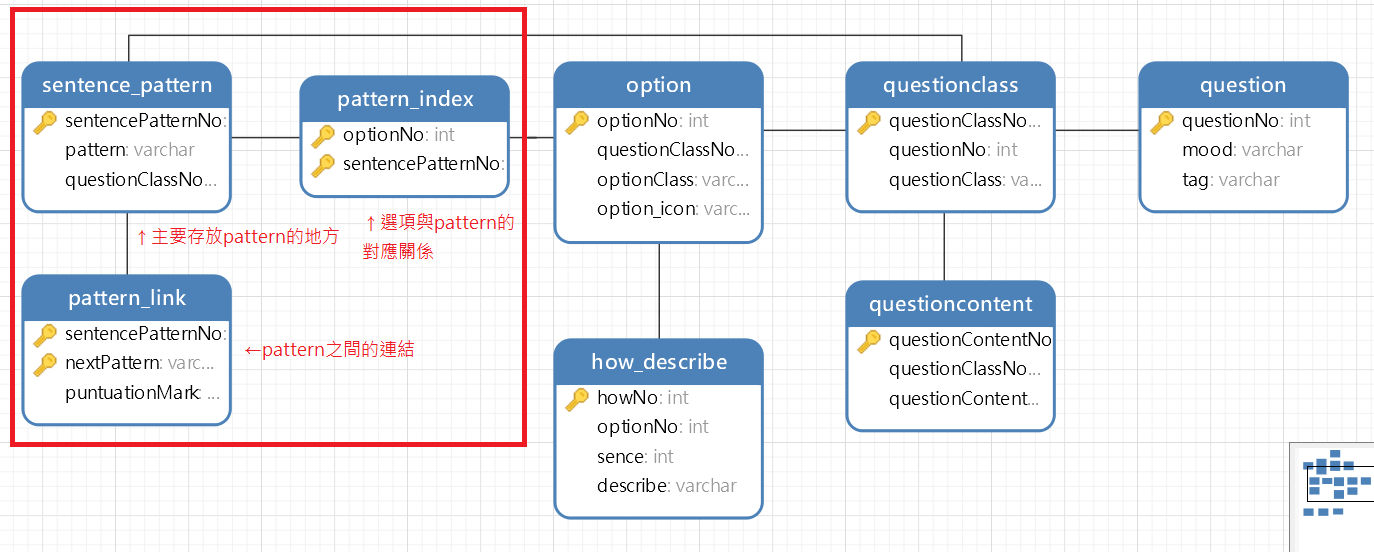 sentence_pattern
sentencePatternNo:
pattern: varchar
questionClassNo...
pattern_index
optionNo: int
sentencePatternNo:
↑主要存放pattern的地方
↑選項與pattern的
對應關係
pattern_link
sentencePatternNo:
nextPattern: varc...
puntuationMark: ...
←pattern之間的連結
option
optionNo: int
questionClassNo...
optionClass: varc...
option_icon: varc...
how_describe
howNo: int
optionNo: int
sence: int
describe: varchar
questionclass
questionClassNo...
questionNo: int
questionClass: va...
questioncontent
questionContentNo
questionClassNo...
questionContent...
question
questionNo: int
mood: varchar
tag: varchar